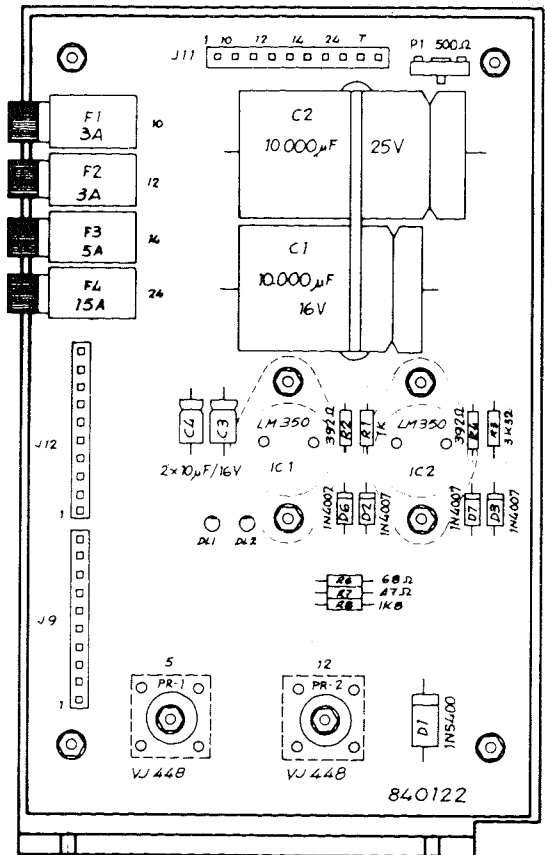 1 10 12 14 24 T
J11
P1 500Ω
F1
3A
10
F2
3A
12
F3
5A
14
F4
15A
24
C2
10.000µF 25V
C1
10.000µF
16V
J12
1
C4
C3
2×10µF/16V
LM350
IC1
392Ω
R2
R1
1K
LM350
IC2
392Ω
R4
R3
3K32
1N4007
D6
D2
1N4007
1N4007
D7
D3
1N4007
DL1 DL2
R6 68Ω
R7 47Ω
R8 1K8
J9
1
5
PR-1
VJ448
12
PR-2
VJ448
D1
1N5400
840122